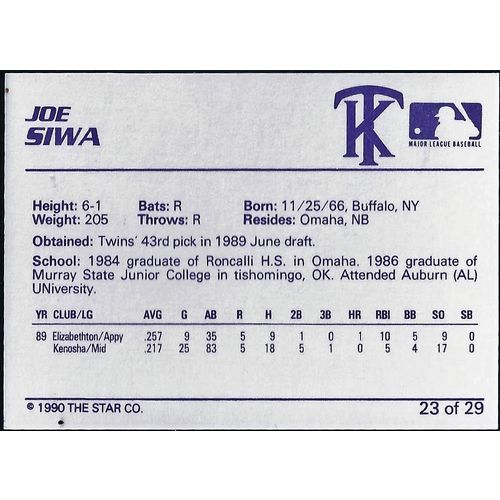 JOE
SIWA
KT
MAJOR LEAGUE BASEBALL
Height: 6-1 Bats: R Born: 11/25/66, Buffalo, NY
Weight: 205 Throws: R Resides: Omaha, NB
Obtained: Twins' 43rd pick in 1989 June draft.
School: 1984 graduate of Roncalli H.S. in Omaha. 1986 graduate of
Murray State Junior College in tishomingo, OK. Attended Auburn (AL)
UNiversity.
YR CLUB/LG AVG G AB R H 2B 3B HR RBI BB SO SB
89 Elizabethton/Appy .257 9 35 5 9 1 0 1 10 5 9 0
Kenosha/Mid .217 25 83 5 18 5 1 0 5 4 17 0
© 1990 THE STAR CO. 23 of 29